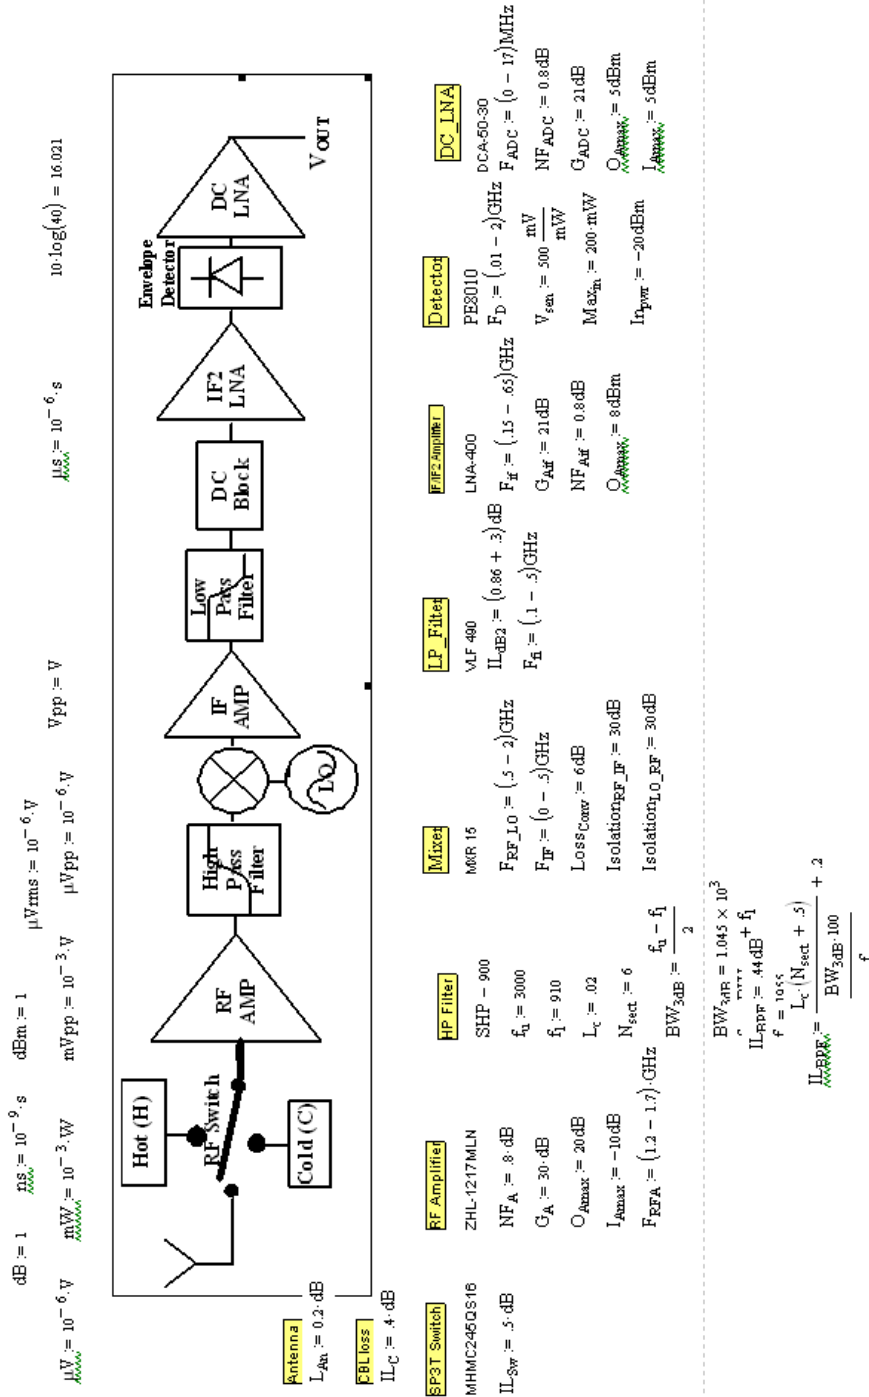 dB := 1 ns := 10^-9·s dBm := 1 μVrms := 10^-6·V 10·log(40) = 16.021
μV := 10^-6·V mW := 10^-3·W mVpp := 10^-3·V μVpp := 10^-6·V Vpp := V μs := 10^-6·s
Hot (H)
RF Switch
Cold (C)
RF
AMP
High
Pass
Filter
LO
IF
AMP
Low
Pass
Filter
DC
Block
IF2
LNA
Envelope
Detector
DC
LNA
V_OUT
Antenna
L_An := 0.2·dB
CBL loss
IL_C := .4·dB
SP3T Switch
MHMC245QS16
IL_Sw := .5·dB
RF Amplifier
ZHL-1217MLN
NF_A := .8·dB
G_A := 30·dB
O_Amax := 20dB
I_Amax := -10dB
F_RFA := (1.2 - 1.7)·GHz
HP Filter
SHP - 900
f_u := 3000
f_l := 910
L_c := .02
N_sect := 6
BW_3dB := (f_u - f_l)/2
BW_3dB = 1.045 × 10^3
+ f_l
IL_BPF := .44dB
f = 1955
IL_BPF := L_c·(N_sect + .5)/(BW_3dB·100/f) + .2
Mixer
MXR 15
F_RF_LO := (.5 - 2)GHz
F_IF := (0 - .5)GHz
Loss_Conv := 6dB
Isolation_RF_IF := 30dB
Isolation_LO_RF := 30dB
LP_Filter
VLF 490
IL_dB2 := (0.86 + .3)dB
F_fi := (.1 - .5)GHz
IF/IF2 Amplifier
LNA-400
F_if := (.15 - .65)GHz
G_Aif := 21dB
NF_Aif := 0.8dB
O_Amax := 8dBm
Detector
PE8010
F_D := (.01 - 2)GHz
V_sen := 500 mV/mW
Max_in := 200·mW
In_pwr := -20dBm
DC_LNA
DCA-50-30
F_ADC := (0 - 17)MHz
NF_ADC := 0.8dB
G_ADC := 21dB
O_Amax := 5dBm
I_Amax := 5dBm